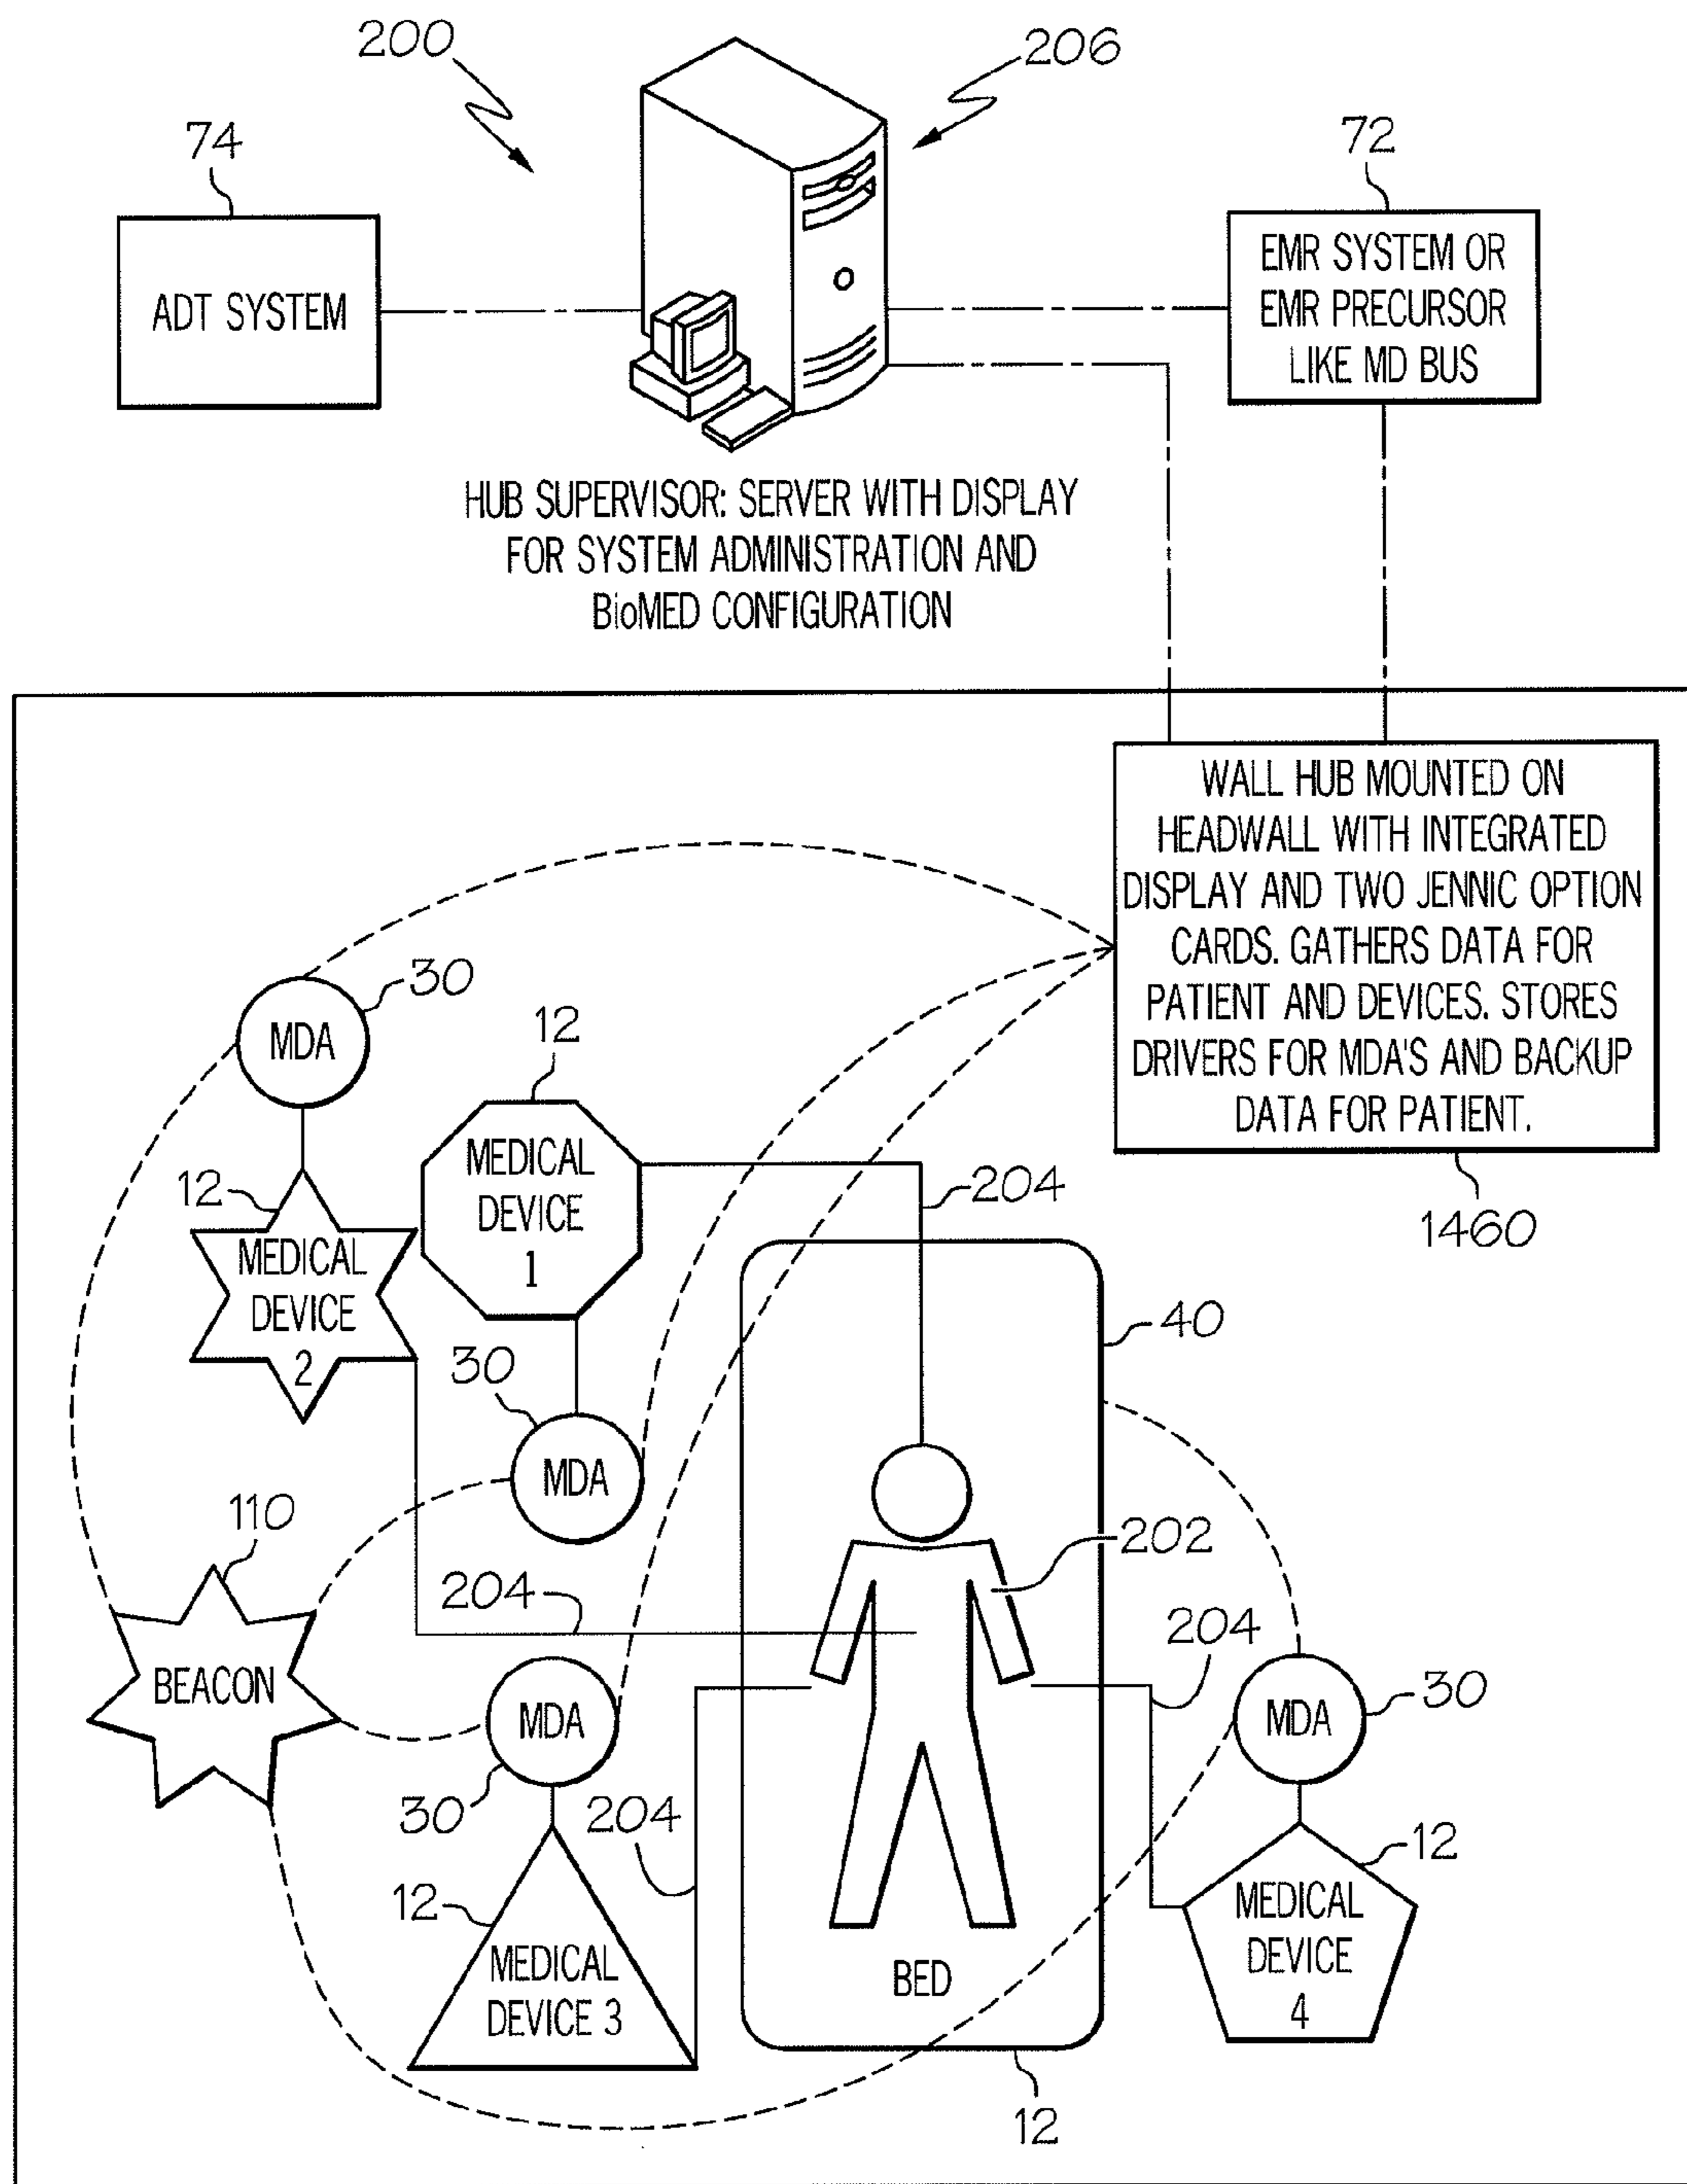 200
206
74
72
ADT SYSTEM
EMR SYSTEM OR
EMR PRECURSOR
LIKE MD BUS
HUB SUPERVISOR: SERVER WITH DISPLAY
FOR SYSTEM ADMINISTRATION AND
BioMED CONFIGURATION
WALL HUB MOUNTED ON
HEADWALL WITH INTEGRATED
DISPLAY AND TWO JENNIC OPTION
CARDS. GATHERS DATA FOR
PATIENT AND DEVICES. STORES
DRIVERS FOR MDA'S AND BACKUP
DATA FOR PATIENT.
1460
30
MDA
12
MEDICAL
DEVICE
1
204
12
MEDICAL
DEVICE
2
40
30
MDA
110
202
204
204
BEACON
MDA
30
MDA
30
204
12
12
MEDICAL
DEVICE 3
BED
MEDICAL
DEVICE
4
12